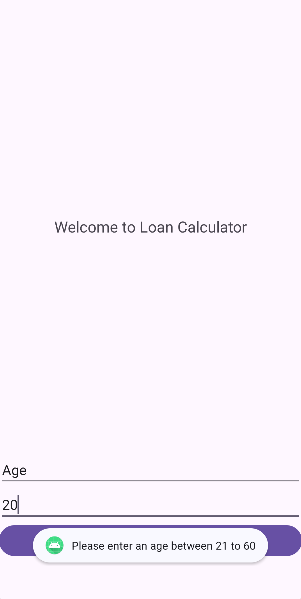 Welcome to Loan Calculator
Age
20
Please enter an age between 21 to 60